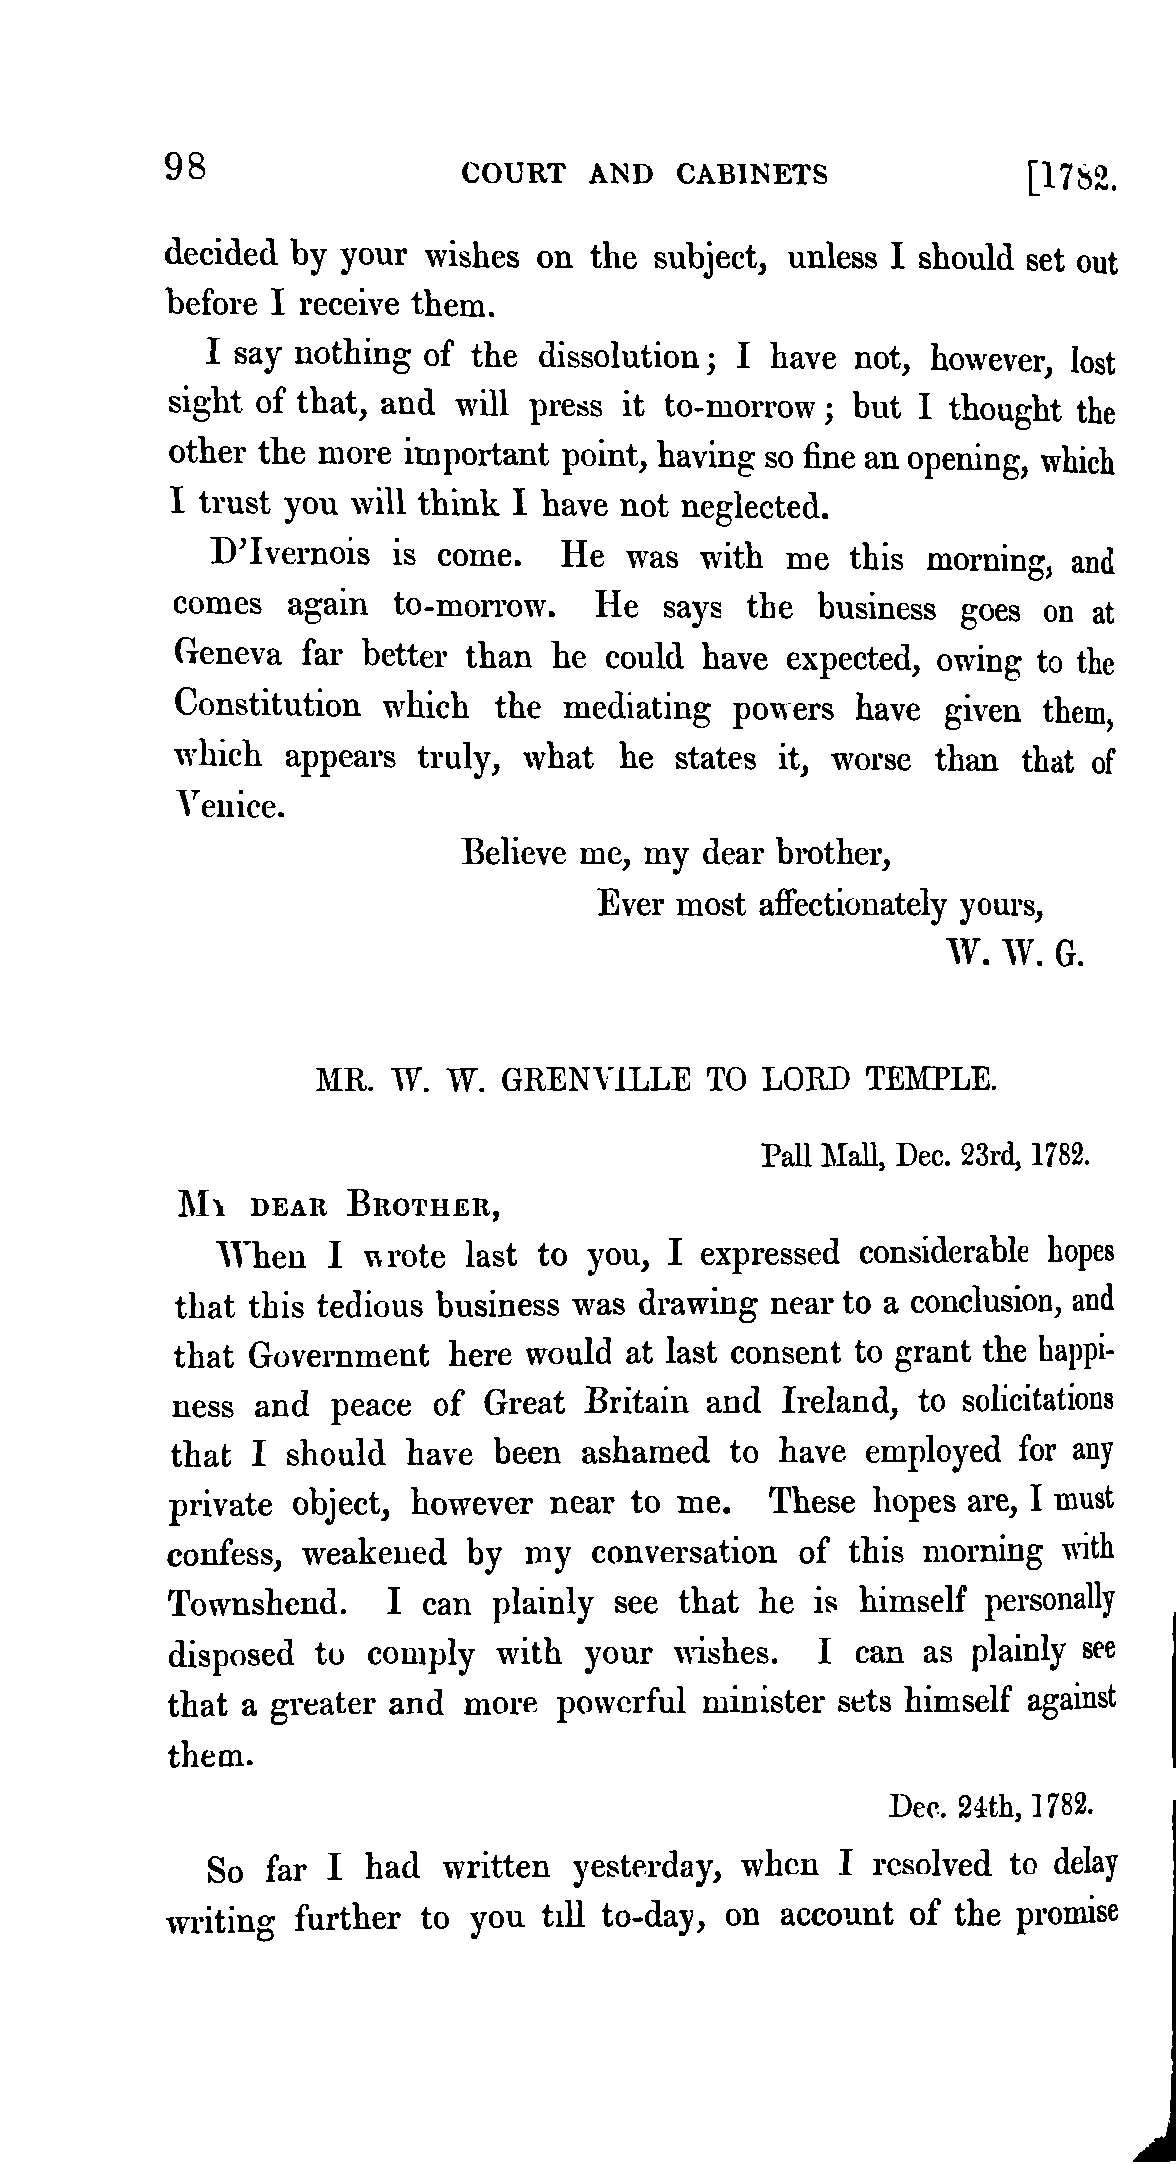 98 COURT AND CABINETS [1782.
decided by your wishes on the subject, unless I should set out
before I receive them.
I say nothing of the dissolution; I have not, however, lost
sight of that, and will press it to-morrow; but I thought the
other the more important point, having so fine an opening, which
I trust you will think I have not neglected.
D'Ivernois is come. He was with me this morning, and
comes again to-morrow. He says the business goes on at
Geneva far better than he could have expected, owing to the
Constitution which the mediating powers have given them,
which appears truly, what he states it, worse than that of
Venice.
Believe me, my dear brother,
Ever most affectionately yours,
W. W. G.
MR. W. W. GRENVILLE TO LORD TEMPLE.
Pall Mall, Dec. 23rd, 1782.
MY DEAR BROTHER,
When I wrote last to you, I expressed considerable hopes
that this tedious business was drawing near to a conclusion, and
that Government here would at last consent to grant the happi-
ness and peace of Great Britain and Ireland, to solicitations
that I should have been ashamed to have employed for any
private object, however near to me. These hopes are, I must
confess, weakened by my conversation of this morning with
Townshend. I can plainly see that he is himself personally
disposed to comply with your wishes. I can as plainly see
that a greater and more powerful minister sets himself against
them.
Dec. 24th, 1782.
So far I had written yesterday, when I resolved to delay
writing further to you till to-day, on account of the promise